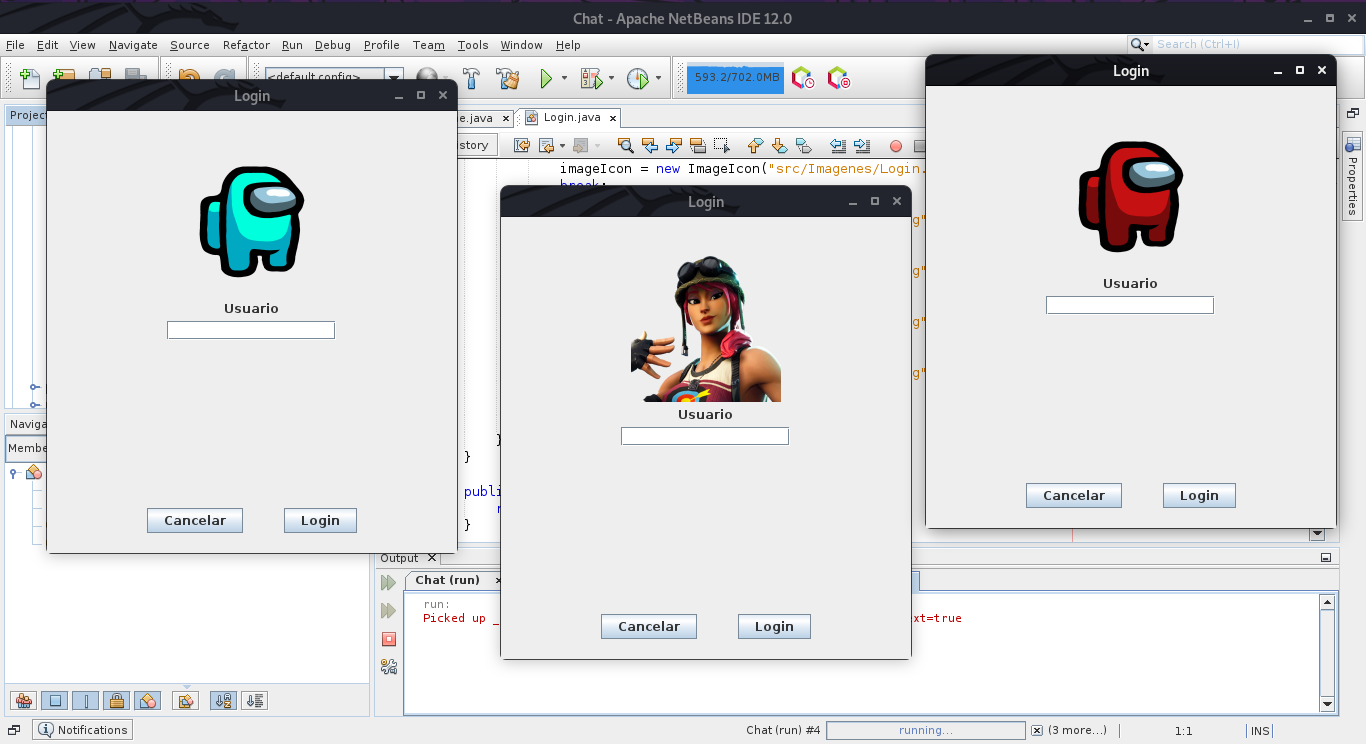 Chat - Apache NetBeans IDE 12.0
File Edit View Navigate Source Refactor Run Debug Profile Team Tools Window Help
Search (Ctrl+I)
<default config>
593.2/702.0MB
Login
Usuario
Cancelar Login
Login
Usuario
Cancelar Login
Login
Usuario
Cancelar Login
Projec
e.java
Login.java
story
imageIcon = new ImageIcon("src/Imagenes/Login.
break;
g"
g"
g"
g"
}
}
publi
}
Properties
Naviga
Membe
Output
Chat (run)
run:
Picked up _
xt=true
Notifications
Chat (run) #4
running...
(3 more...)
1:1
INS